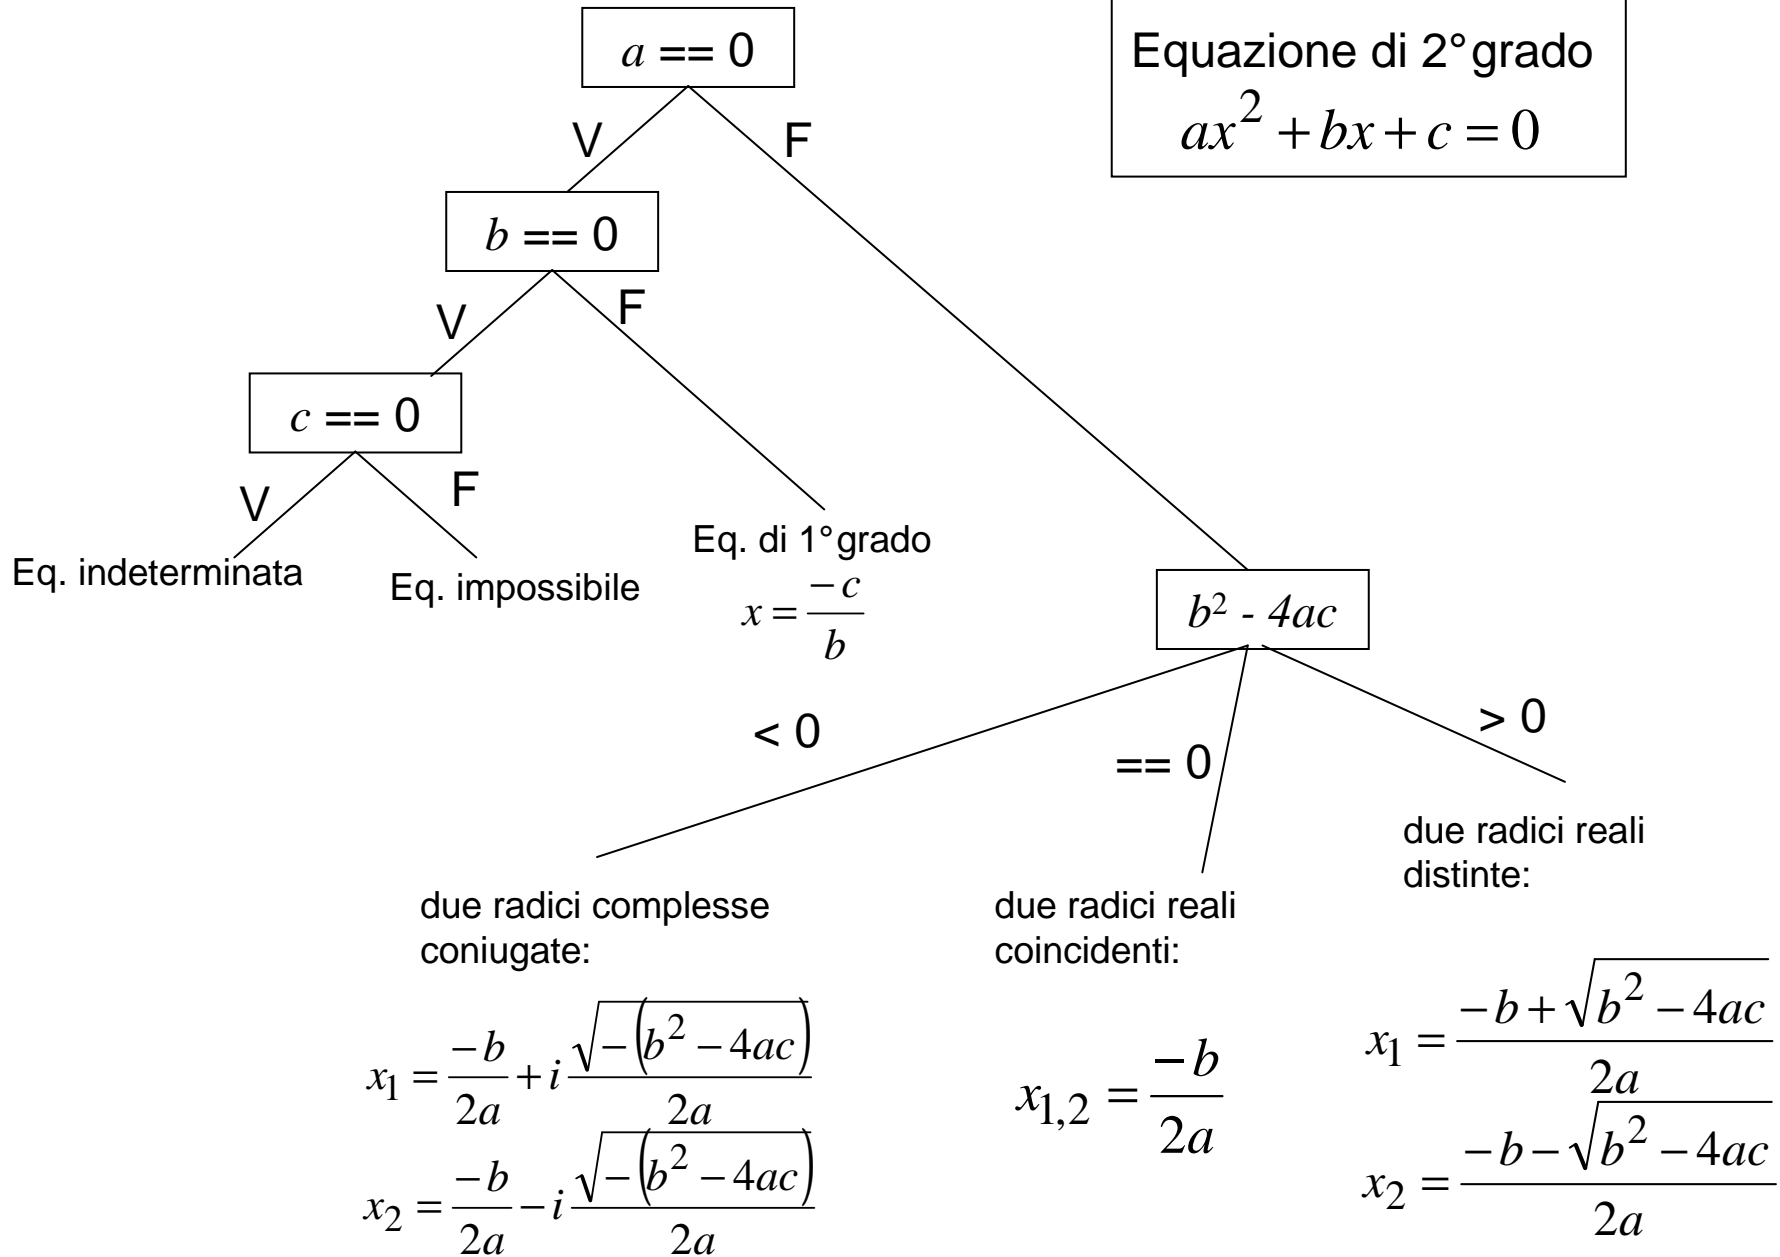 a == 0
Equazione di 2° grado
ax² + bx + c = 0
V
F
b == 0
V
F
c == 0
V
F
Eq. indeterminata
Eq. impossibile
Eq. di 1° grado
x = −c / b
b² - 4ac
< 0
== 0
> 0
due radici complesse
coniugate:
x₁ = −b / 2a + i √−(b² − 4ac) / 2a
x₂ = −b / 2a − i √−(b² − 4ac) / 2a
due radici reali
coincidenti:
x₁,₂ = −b / 2a
due radici reali
distinte:
x₁ = −b + √b² − 4ac / 2a
x₂ = −b − √b² − 4ac / 2a